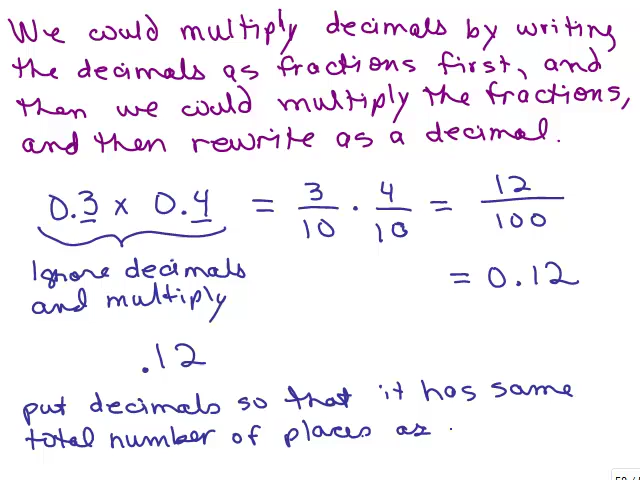 We could multiply decimals by writing
the decimals as fractions first, and
then we could multiply the fractions,
and then rewrite as a decimal.
0.3 x 0.4 = 3/10 · 4/10 = 12/100
Ignore decimals
and multiply
= 0.12
.12
put decimals so that it has same
total number of places as